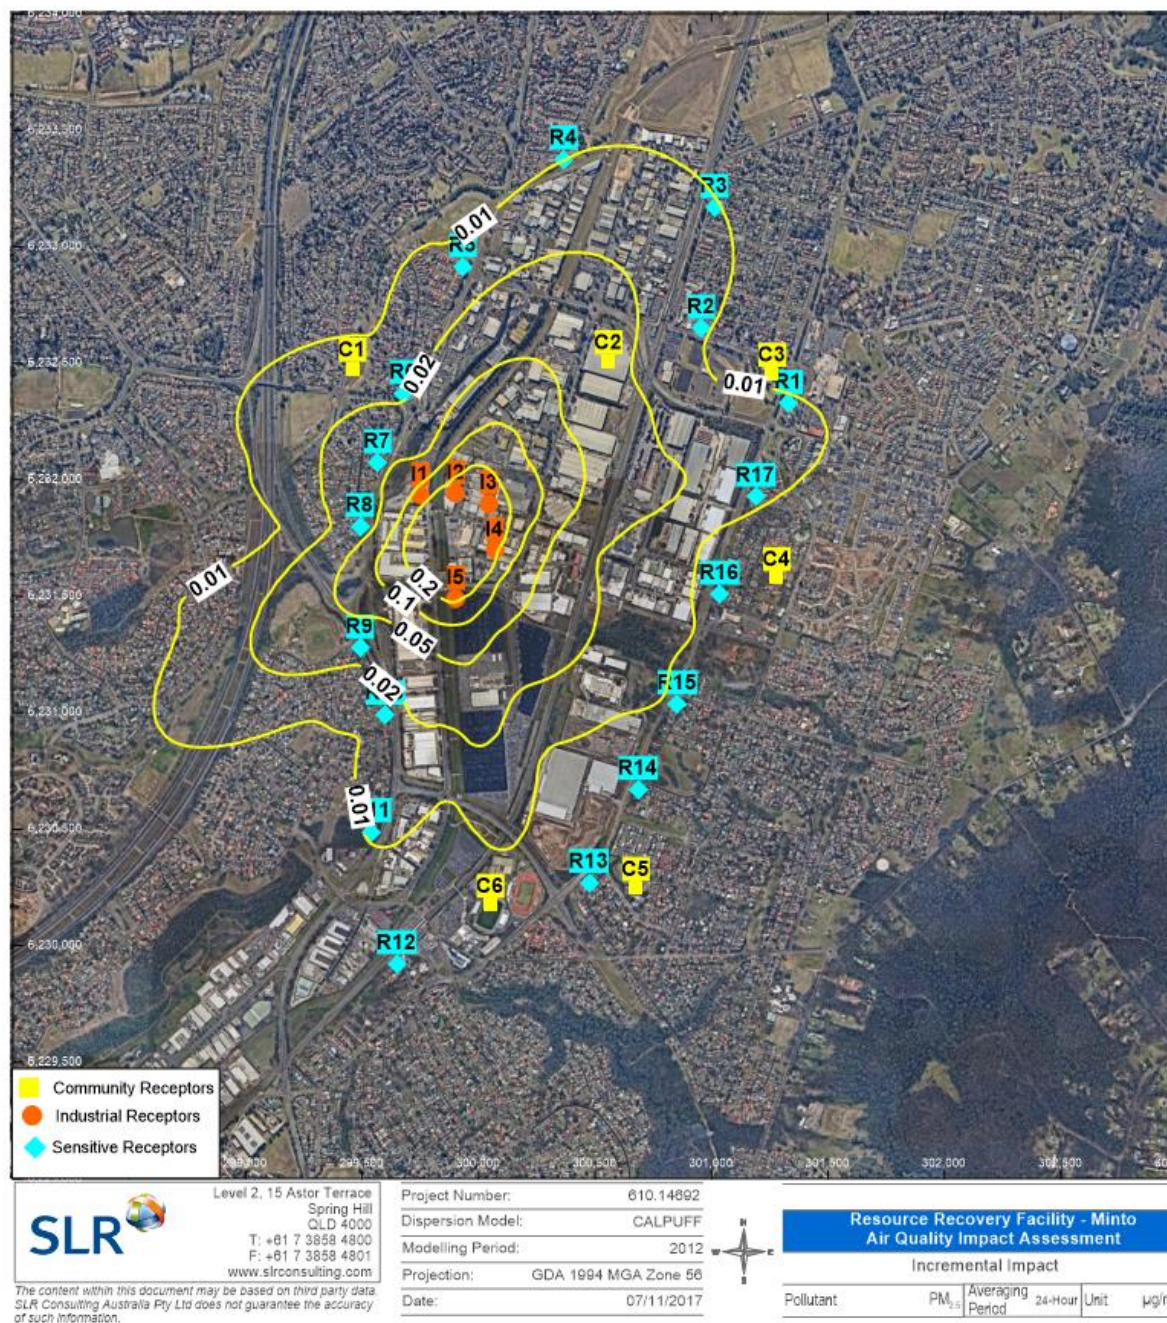 6,234,000
R4
6,233,500
R3
0.01
6,233,000
R2
C1
C2
C3
6,232,500
0.02
0.01
R1
R7
I1
I2
I3
R17
6,232,000
R8
I4
C4
0.01
0.2
I5
R16
6,231,500
0.1
R9
0.05
0.02
R15
6,231,000
R14
0.01
6,230,500
R13
C5
C6
R12
6,230,000
6,229,500
Community Receptors
Industrial Receptors
Sensitive Receptors
299,500
300,000
300,500
301,000
301,500
302,000
SLR
Level 2, 15 Astor Terrace
Spring Hill
QLD 4000
T: +61 7 3858 4800
F: +61 7 3858 4801
www.slrconsulting.com
The content within this document may be based on third party data.
SLR Consulting Australia Pty Ltd does not guarantee the accuracy
of such information.
Project Number: 610.14692
Dispersion Model: CALPUFF
Modelling Period: 2012
Projection: GDA 1994 MGA Zone 56
Date: 07/11/2017
N
W E
S
Resource Recovery Facility - Minto
Air Quality Impact Assessment
Incremental Impact
Pollutant PM2.5 Averaging Period 24-Hour Unit